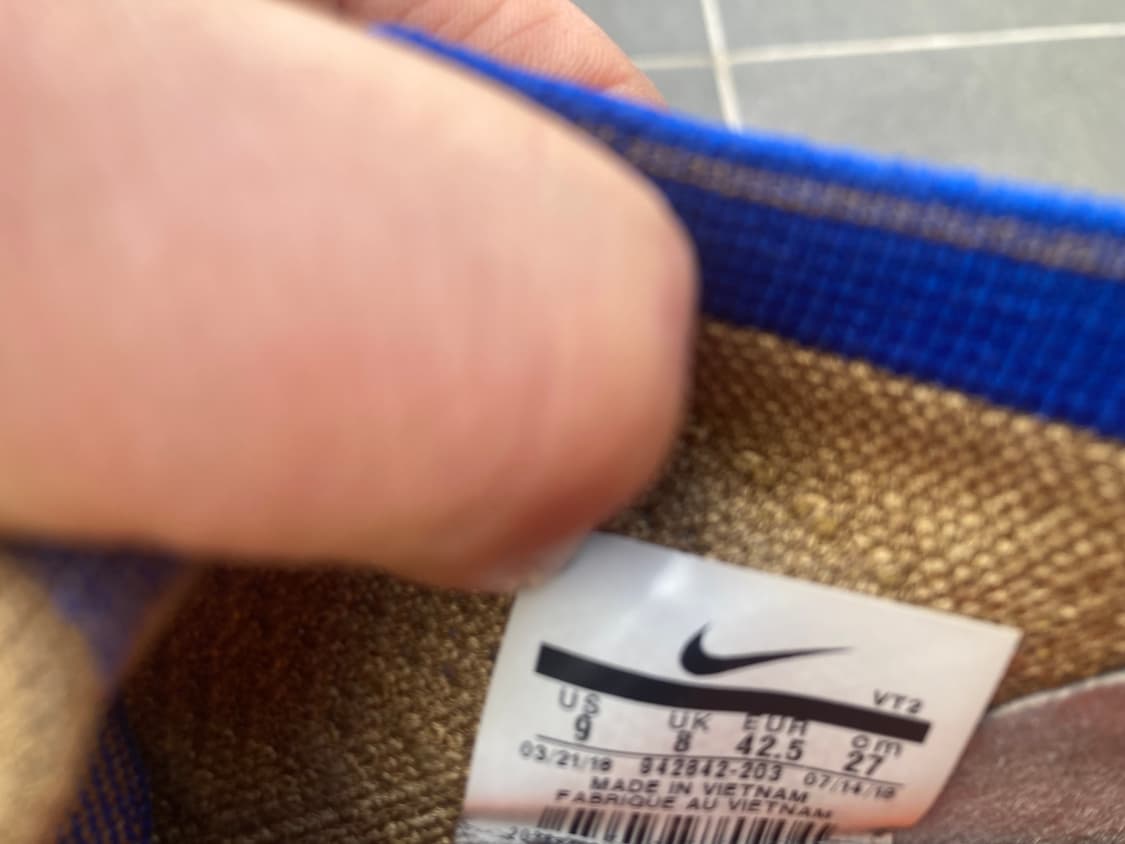 VT2
US UK EUR cm
9 8 42.5 27
03/21/18 942842-203 07/14/18
MADE IN VIETNAM
FABRIQUE AU VIETNAM